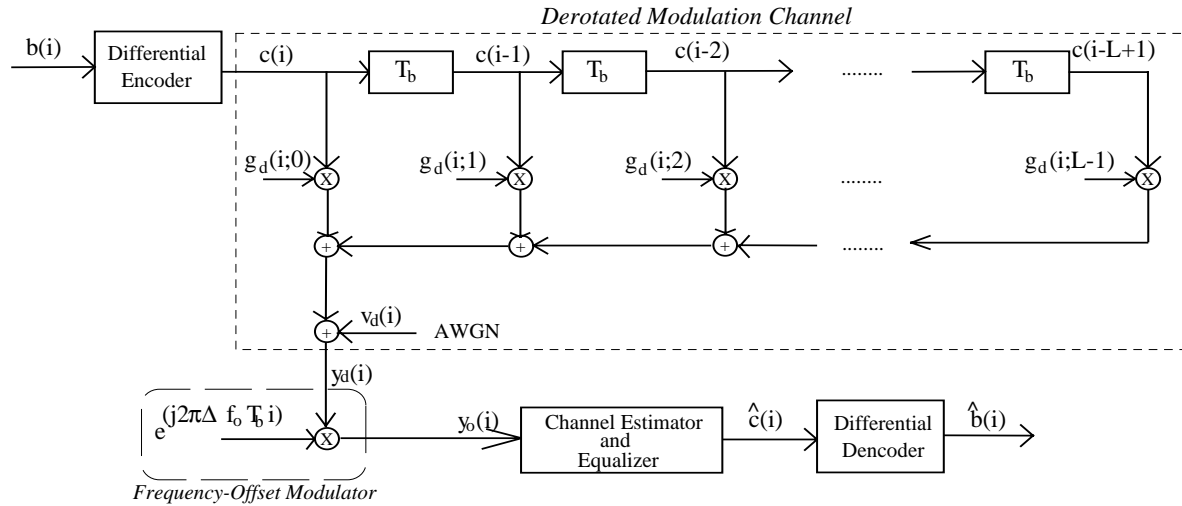 Derotated Modulation Channel
b(i)
Differential
Encoder
c(i)
T_b
c(i-1)
T_b
c(i-2)
........
T_b
c(i-L+1)
g_d(i;0)
X
g_d(i;1)
X
g_d(i;2)
X
........
g_d(i;L-1)
X
+
+
+
........
+
v_d(i)
AWGN
y_d(i)
e^(j2πΔ f_o T_b i)
X
y_o(i)
Channel Estimator
and
Equalizer
ĉ(i)
Differential
Dencoder
b̂(i)
Frequency-Offset Modulator